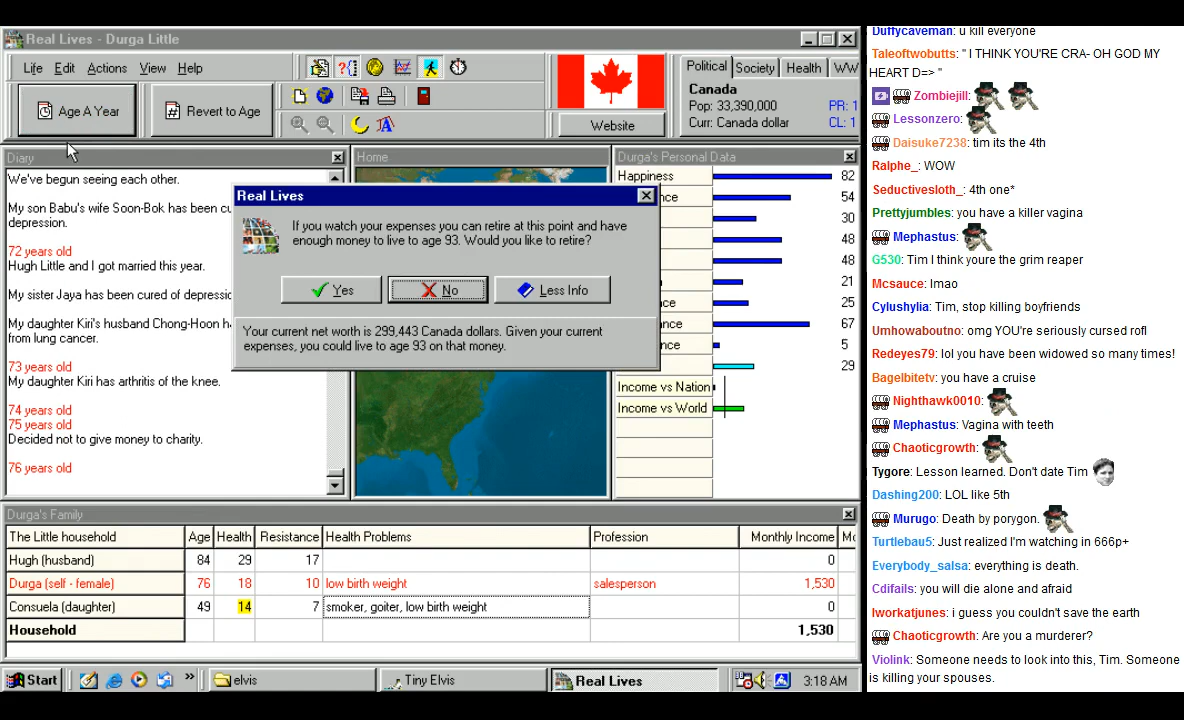 Real Lives - Durga Little
Life Edit Actions View Help
Age A Year
Revert to Age
Website
Political Society Health WW
Canada
Pop: 33,390,000 PR: 1
Curr: Canada dollar CL: 1
Diary
We've begun seeing each other.
My son Babu's wife Soon-Bok has been cu
depression.
72 years old
Hugh Little and I got married this year.
My sister Jaya has been cured of depressio
My daughter Kiri's husband Chong-Hoon h
from lung cancer.
73 years old
My daughter Kiri has arthritis of the knee.
74 years old
75 years old
Decided not to give money to charity.
76 years old
Home
Real Lives
If you watch your expenses you can retire at this point and have
enough money to live to age 93. Would you like to retire?
Yes
No
Less Info
Your current net worth is 299,443 Canada dollars. Given your current
expenses, you could live to age 93 on that money.
Durga's Personal Data
Happiness 82
nce 54
30
48
48
21
ce 25
ance 67
nce 5
29
Income vs Nation
Income vs World
Durga's Family
The Little household Age Health Resistance Health Problems Profession Monthly Income Mo
Hugh (husband) 84 29 17 0
Durga (self - female) 76 18 10 low birth weight salesperson 1,530
Consuela (daughter) 49 14 7 smoker, goiter, low birth weight 0
Household 1,530
Start
elvis
Tiny Elvis
Real Lives
3:18 AM
Duffycaveman: u kill everyone
Taleoftwobutts: " I THINK YOU'RE CRA- OH GOD MY
HEART D=> "
Zombiejill:
Lessonzero:
Daisuke7238: tim its the 4th
Ralphe_: WOW
Seductivesloth_: 4th one*
Prettyjumbles: you have a killer vagina
Mephastus:
G530: Tim I think youre the grim reaper
Mcsauce: lmao
Cylushylia: Tim, stop killing boyfriends
Umhowaboutno: omg YOU're seriously cursed rofl
Redeyes79: lol you have been widowed so many times!
Bagelbitetv: you have a cruise
Nighthawk0010:
Mephastus: Vagina with teeth
Chaoticgrowth:
Tygore: Lesson learned. Don't date Tim
Dashing200: LOL like 5th
Murugo: Death by porygon.
Turtlebau5: Just realized I'm watching in 666p+
Everybody_salsa: everything is death.
Cdifails: you will die alone and afraid
Iworkatjunes: i guess you couldn't save the earth
Chaoticgrowth: Are you a murderer?
Violink: Someone needs to look into this, Tim. Someone
is killing your spouses.